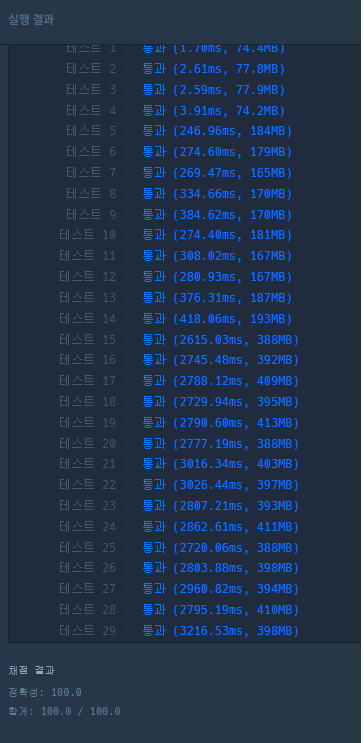 실행 결과
테스트 1 〉 통과 (1.70ms, 74.4MB)
테스트 2 〉 통과 (2.61ms, 77.8MB)
테스트 3 〉 통과 (2.59ms, 77.9MB)
테스트 4 〉 통과 (3.91ms, 74.2MB)
테스트 5 〉 통과 (246.96ms, 184MB)
테스트 6 〉 통과 (274.60ms, 179MB)
테스트 7 〉 통과 (269.47ms, 165MB)
테스트 8 〉 통과 (334.66ms, 170MB)
테스트 9 〉 통과 (384.62ms, 170MB)
테스트 10 〉 통과 (274.40ms, 181MB)
테스트 11 〉 통과 (308.02ms, 167MB)
테스트 12 〉 통과 (280.93ms, 167MB)
테스트 13 〉 통과 (376.31ms, 187MB)
테스트 14 〉 통과 (418.06ms, 193MB)
테스트 15 〉 통과 (2615.03ms, 388MB)
테스트 16 〉 통과 (2745.48ms, 392MB)
테스트 17 〉 통과 (2788.12ms, 409MB)
테스트 18 〉 통과 (2729.94ms, 395MB)
테스트 19 〉 통과 (2790.60ms, 413MB)
테스트 20 〉 통과 (2777.19ms, 388MB)
테스트 21 〉 통과 (3016.34ms, 403MB)
테스트 22 〉 통과 (3026.44ms, 397MB)
테스트 23 〉 통과 (2807.21ms, 393MB)
테스트 24 〉 통과 (2862.61ms, 411MB)
테스트 25 〉 통과 (2720.06ms, 388MB)
테스트 26 〉 통과 (2803.88ms, 398MB)
테스트 27 〉 통과 (2960.82ms, 394MB)
테스트 28 〉 통과 (2795.19ms, 410MB)
테스트 29 〉 통과 (3216.53ms, 398MB)
채점 결과
정확성: 100.0
합계: 100.0 / 100.0